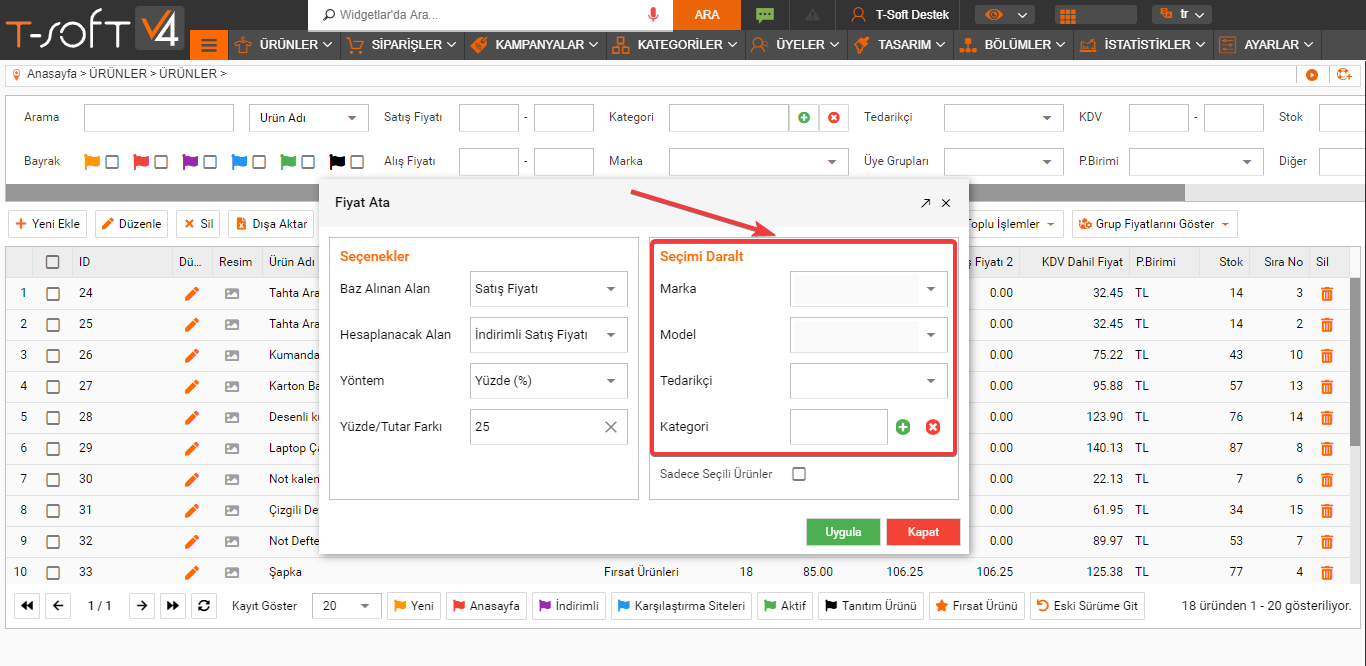 T-SOFT V4
Widgetlar'da Ara...
ARA
T-Soft Destek
tr
ÜRÜNLER
SİPARİŞLER
KAMPANYALAR
KATEGORİLER
ÜYELER
TASARIM
BÖLÜMLER
İSTATİSTİKLER
AYARLAR
Anasayfa > ÜRÜNLER > ÜRÜNLER >
Arama Ürün Adı Satış Fiyatı - Kategori Tedarikçi KDV - Stok
Bayrak Alış Fiyatı - Marka Üye Grupları P.Birimi Diğer
Yeni Ekle Düzenle Sil Dışa Aktar
oplu İşlemler Grup Fiyatlarını Göster
Fiyat Ata
Seçenekler
Baz Alınan Alan Satış Fiyatı
Hesaplanacak Alan İndirimli Satış Fiyatı
Yöntem Yüzde (%)
Yüzde/Tutar Farkı 25
Seçimi Daralt
Marka
Model
Tedarikçi
Kategori
Sadece Seçili Ürünler
Uygula Kapat
ID Dü... Resim Ürün Adı Fiyatı 2 KDV Dahil Fiyat P.Birimi Stok Sıra No Sil
1 24 Tahta Ara 0.00 32.45 TL 14 3
2 25 Tahta Ara 0.00 32.45 TL 14 2
3 26 Kumanda 0.00 75.22 TL 43 10
4 27 Karton Ba 0.00 95.88 TL 57 13
5 28 Desenli k 0.00 123.90 TL 76 14
6 29 Laptop Ça 0.00 140.13 TL 87 8
7 30 Not kalen 0.00 22.13 TL 7 6
8 31 Çizgili De 0.00 61.95 TL 34 15
9 32 Not Defte 0.00 89.97 TL 53 7
10 33 Şapka Fırsat Ürünleri 18 85.00 106.25 106.25 125.38 TL 77 4
1 / 1 Kayıt Göster 20 Yeni Anasayfa İndirimli Karşılaştırma Siteleri Aktif Tanıtım Ürünü Fırsat Ürünü Eski Sürüme Git 18 üründen 1 - 20 gösteriliyor.